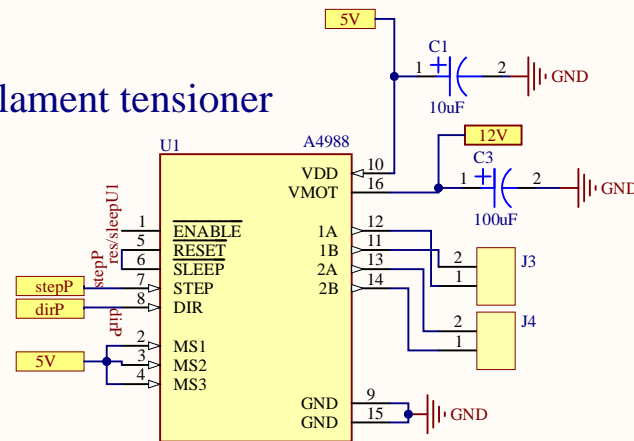 5V
C1
1
2
GND
10uF
lament tensioner
12V
U1
A4988
C3
VDD
10
VMOT
16
1
2
GND
100uF
res/sleepU1
1
ENABLE
5
RESET
6
SLEEP
stepP
stepP
7
STEP
dirP
8
DIR
dirP
1A
12
1B
11
2A
13
2B
14
2
1
J3
2
1
J4
5V
2
MS1
3
MS2
4
MS3
GND
9
GND
15
GND